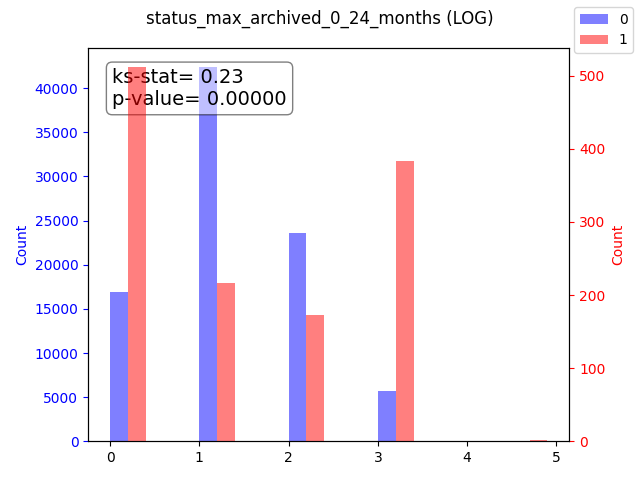 status_max_archived_0_24_months (LOG)
0
1
ks-stat= 0.23
p-value= 0.00000
40000
35000
30000
25000
20000
15000
10000
5000
0
Count
500
400
300
200
100
0
Count
0 1 2 3 4 5